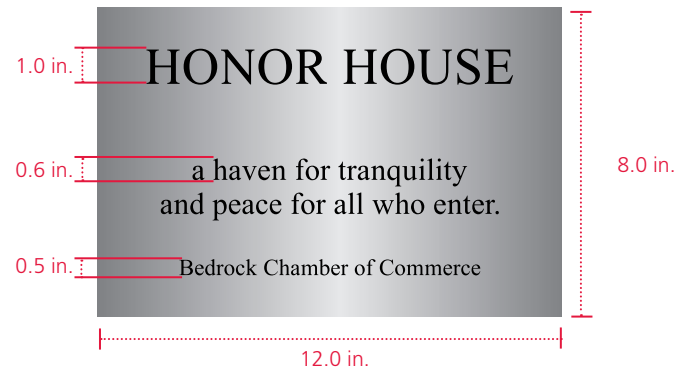 HONOR HOUSE
1.0 in.
a haven for tranquility
0.6 in.
8.0 in.
and peace for all who enter.
Bedrock Chamber of Commerce
0.5 in.
12.0 in.